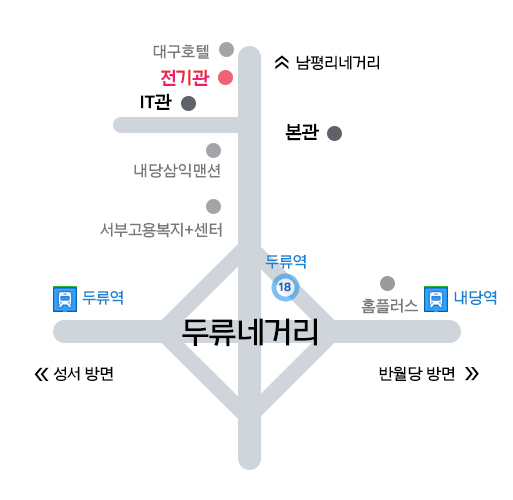 대구호텔
남평리네거리
전기관
IT관
본관
내당삼익맨션
서부고용복지+센터
두류역
18
두류역
홈플러스
내당역
두류네거리
성서 방면
반월당 방면